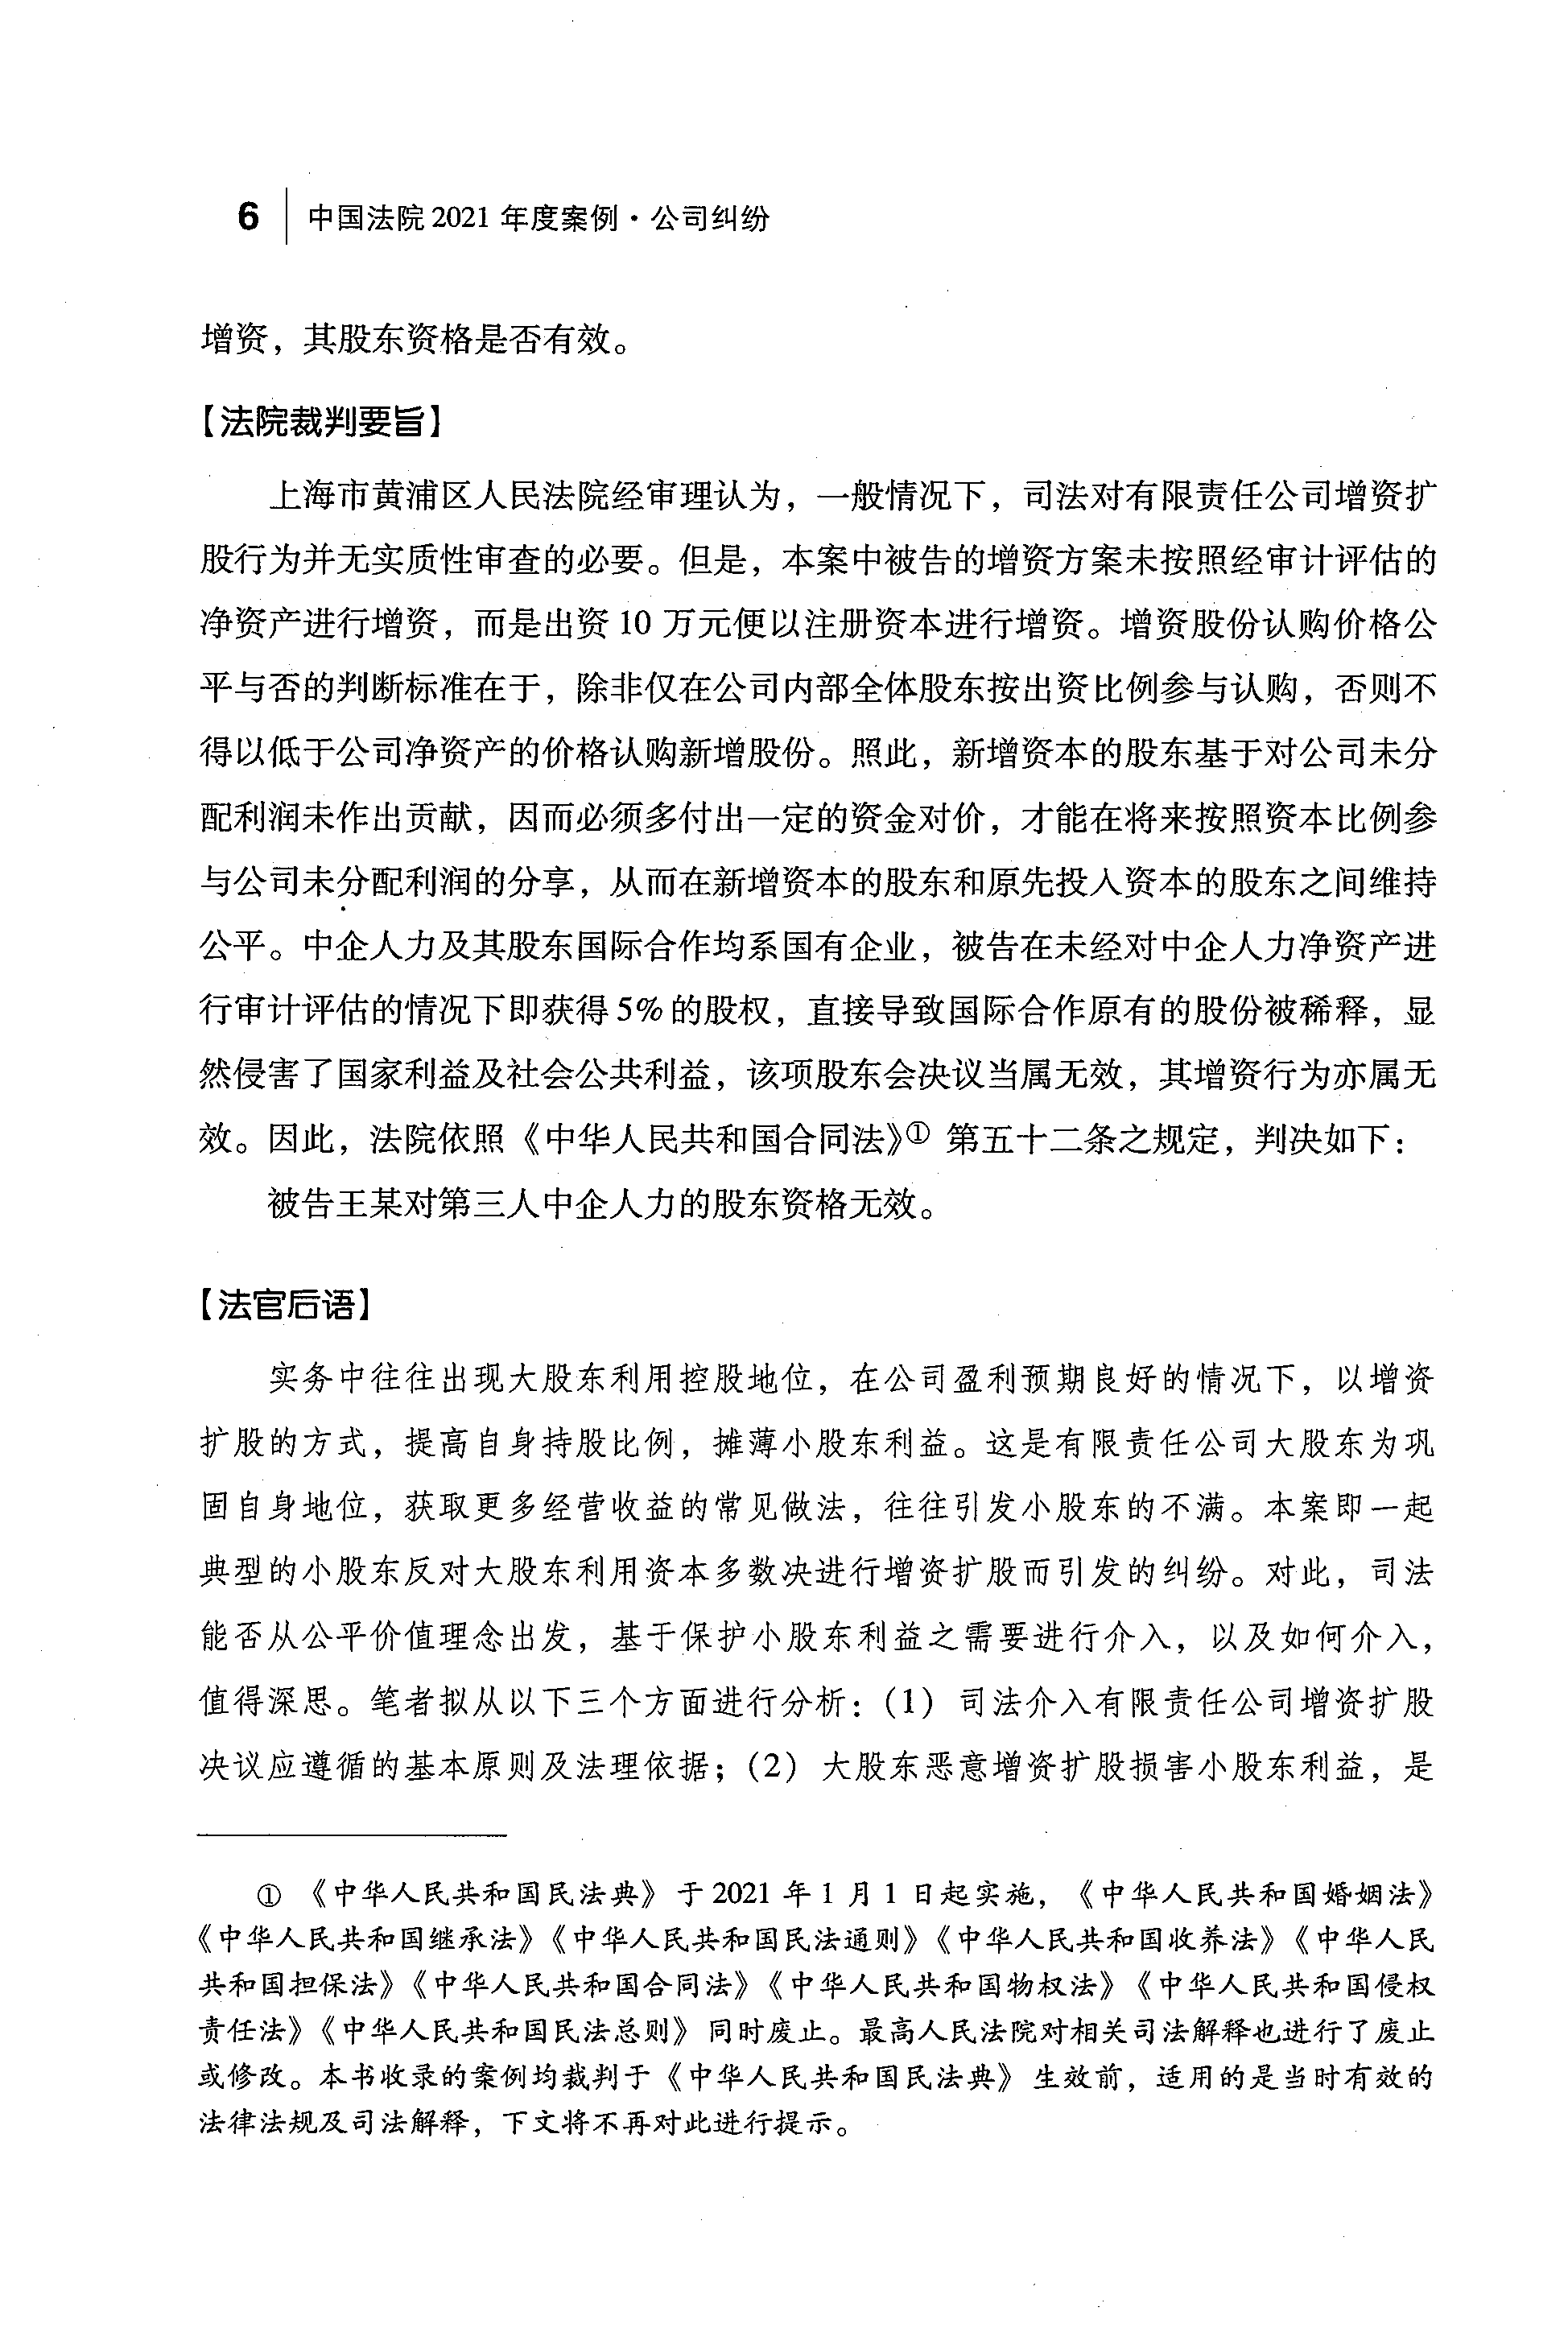 6 中国法院2021年度案例·公司纠纷
增资，其股东资格是否有效。
【法院裁判要旨】
上海市黄浦区人民法院经审理认为，一般情况下，司法对有限责任公司增资扩
股行为并无实质性审查的必要。但是，本案中被告的增资方案未按照经审计评估的
净资产进行增资，而是出资10万元便以注册资本进行增资。增资股份认购价格公
平与否的判断标准在于，除非仅在公司内部全体股东按出资比例参与认购，否则不
得以低于公司净资产的价格认购新增股份。照此，新增资本的股东基于对公司未分
配利润未作出贡献，因而必须多付出一定的资金对价，才能在将来按照资本比例参
与公司未分配利润的分享，从而在新增资本的股东和原先投入资本的股东之间维持
公平。中企人力及其股东国际合作均系国有企业，被告在未经对中企人力净资产进
行审计评估的情况下即获得5%的股权，直接导致国际合作原有的股份被稀释，显
然侵害了国家利益及社会公共利益，该项股东会决议当属无效，其增资行为亦属无
效。因此，法院依照《中华人民共和国合同法》① 第五十二条之规定，判决如下：
被告王某对第三人中企人力的股东资格无效。
【法官后语】
实务中往往出现大股东利用控股地位，在公司盈利预期良好的情况下，以增资
扩股的方式，提高自身持股比例，摊薄小股东利益。这是有限责任公司大股东为巩
固自身地位，获取更多经营收益的常见做法，往往引发小股东的不满。本案即一起
典型的小股东反对大股东利用资本多数决进行增资扩股而引发的纠纷。对此，司法
能否从公平价值理念出发，基于保护小股东利益之需要进行介入，以及如何介入，
值得深思。笔者拟从以下三个方面进行分析：（1）司法介入有限责任公司增资扩股
决议应遵循的基本原则及法理依据；（2）大股东恶意增资扩股损害小股东利益，是
① 《中华人民共和国民法典》于2021年1月1日起实施，《中华人民共和国婚姻法》
《中华人民共和国继承法》《中华人民共和国民法通则》《中华人民共和国收养法》《中华人民
共和国担保法》《中华人民共和国合同法》《中华人民共和国物权法》《中华人民共和国侵权
责任法》《中华人民共和国民法总则》同时废止。最高人民法院对相关司法解释也进行了废止
或修改。本书收录的案例均裁判于《中华人民共和国民法典》生效前，适用的是当时有效的
法律法规及司法解释，下文将不再对此进行提示。